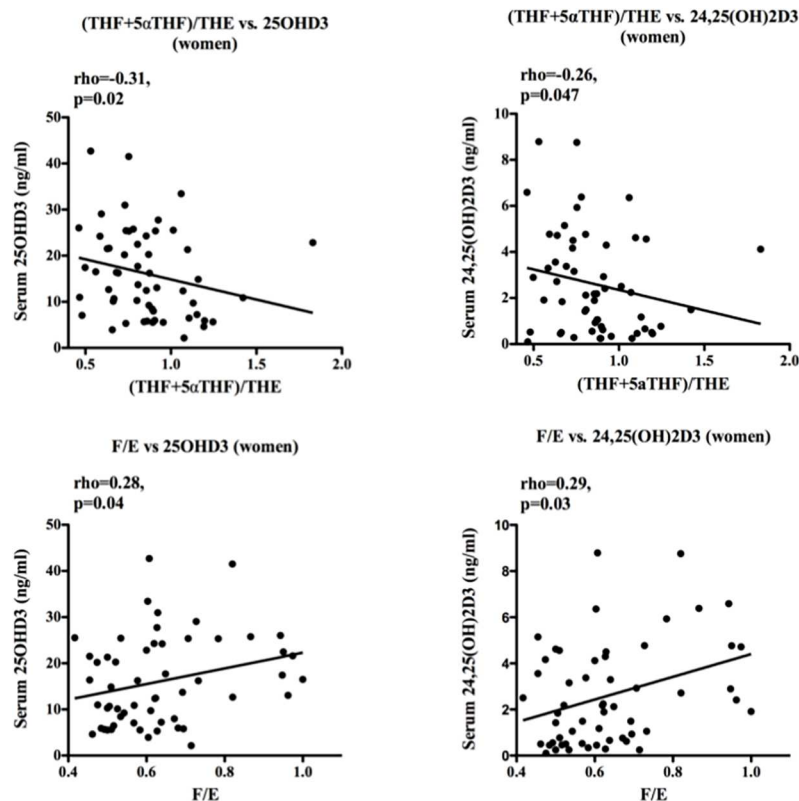 (THF+5αTHF)/THE vs. 25OHD3
(women)
rho=-0.31,
p=0.02
50
40
30
20
10
0
Serum 25OHD3 (ng/ml)
0.5
1.0
1.5
2.0
(THF+5αTHF)/THE
(THF+5αTHF)/THE vs. 24,25(OH)2D3
(women)
rho=-0.26,
p=0.047
10
8
6
4
2
0
Serum 24,25(OH)2D3 (ng/ml)
0.5
1.0
1.5
2.0
(THF+5aTHF)/THE
F/E vs 25OHD3 (women)
rho=0.28,
p=0.04
50
40
30
20
10
0
Serum 25OHD3 (ng/ml)
0.4
0.6
0.8
1.0
F/E
F/E vs. 24,25(OH)2D3 (women)
rho=0.29,
p=0.03
10
8
6
4
2
0
Serum 24,25(OH)2D3 (ng/ml)
0.4
0.6
0.8
1.0
F/E